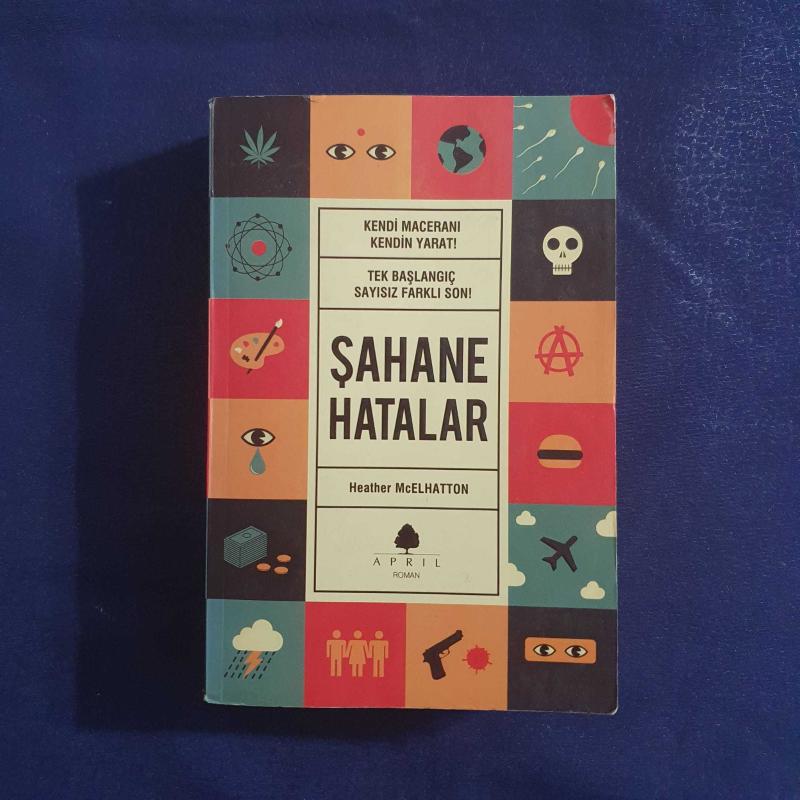 KENDİ MACERANI
KENDİN YARAT!
TEK BAŞLANGIÇ
SAYISIZ FARKLI SON!
ŞAHANE
HATALAR
Heather McELHATTON
APRIL
ROMAN